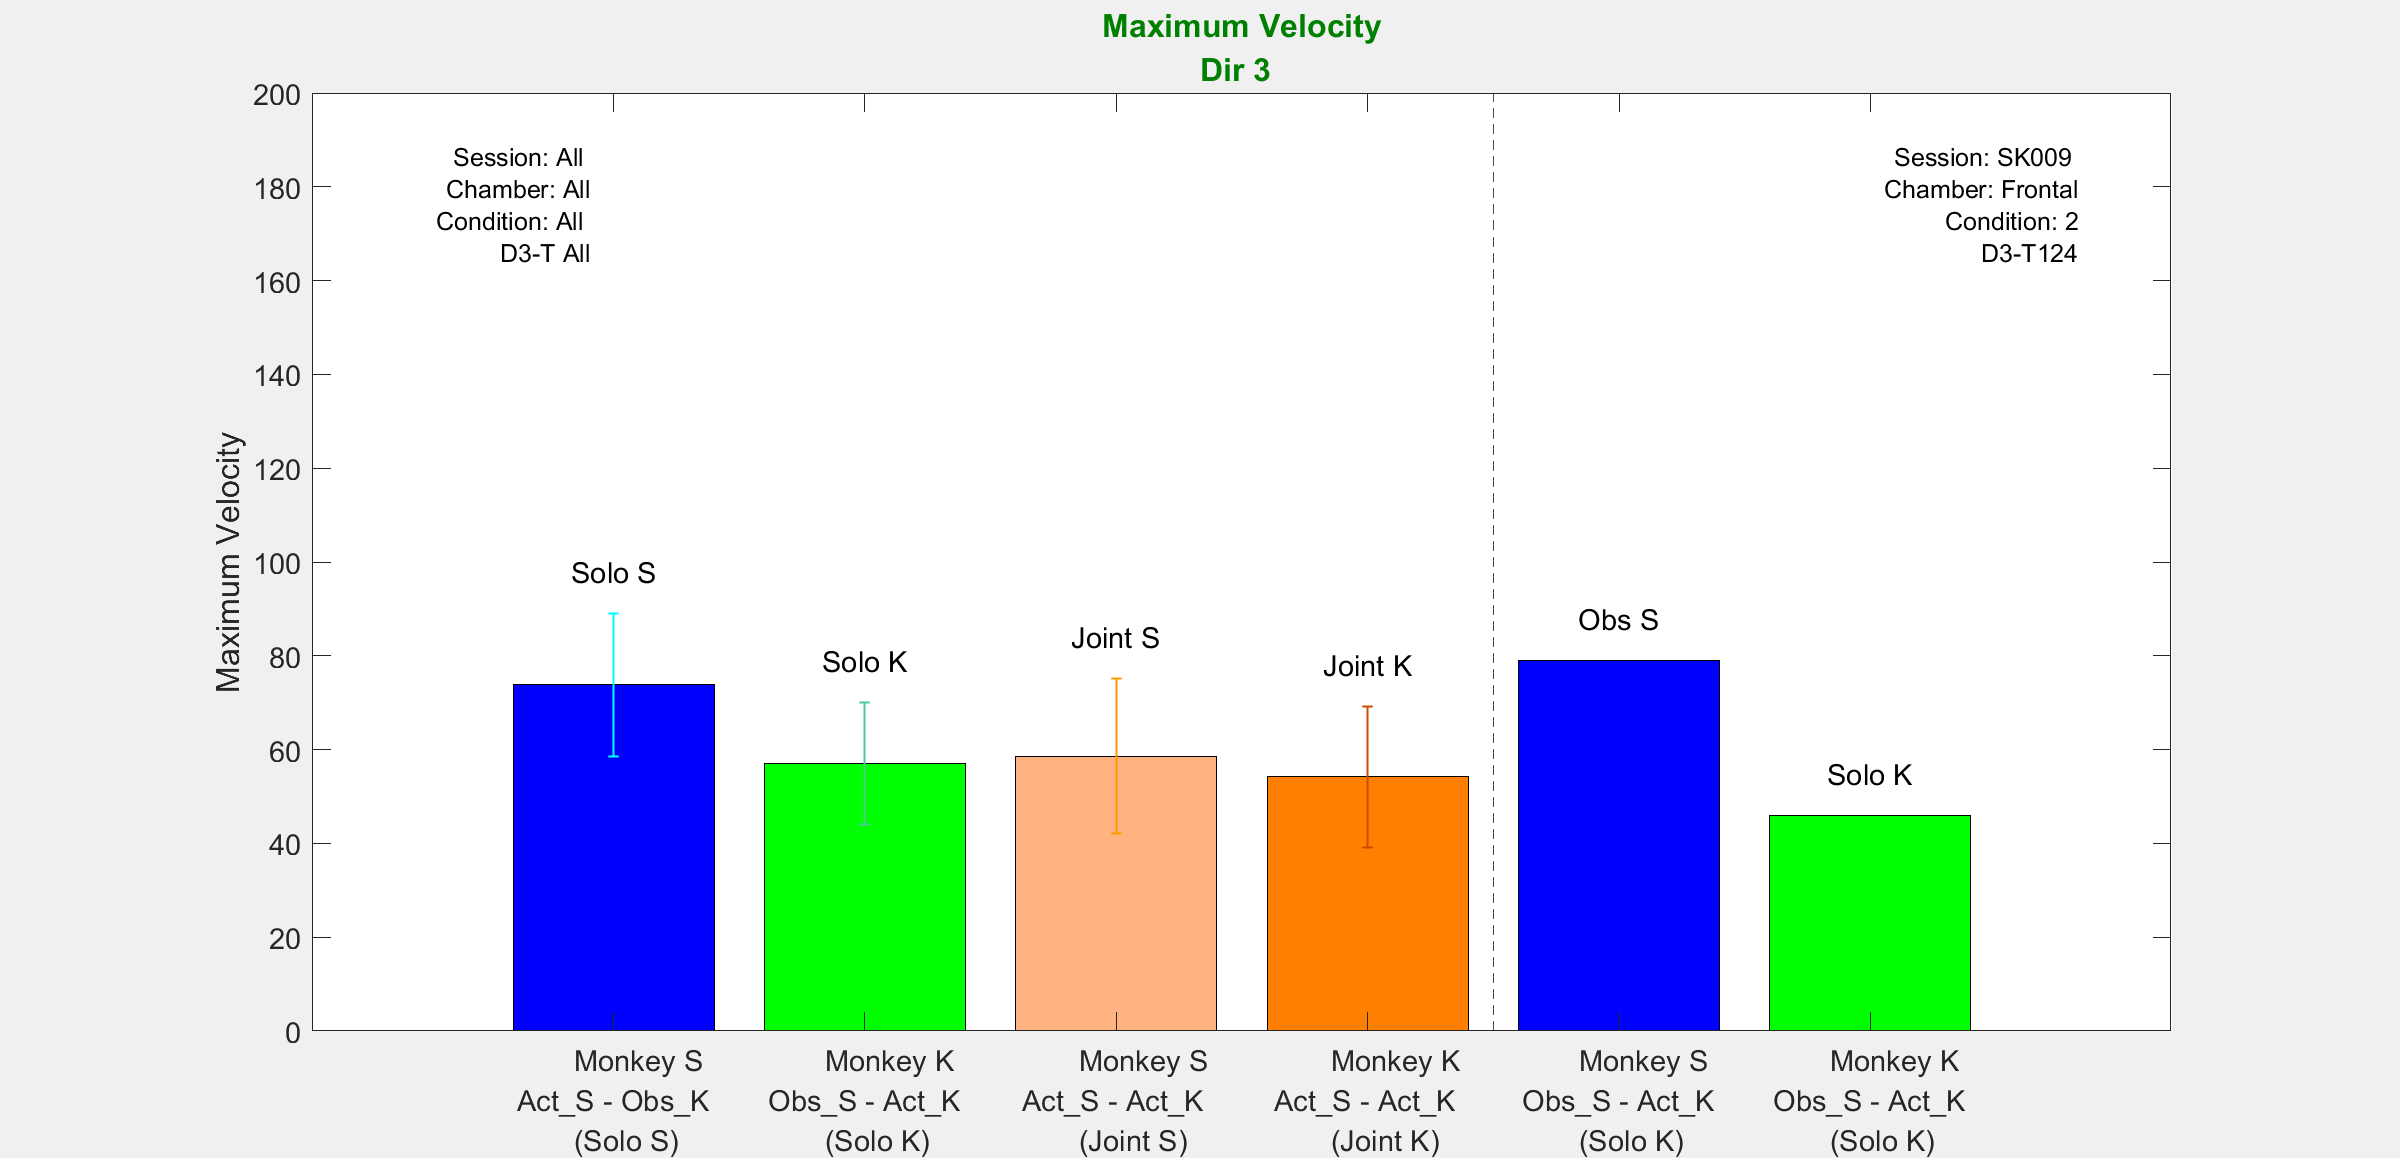 Maximum Velocity
Dir 3
Session: All
Chamber: All
Condition: All
D3-T All
Session: SK009
Chamber: Frontal
Condition: 2
D3-T124
Maximum Velocity
200
180
160
140
120
100
80
60
40
20
0
Solo S
Solo K
Joint S
Joint K
Obs S
Solo K
Monkey S
Act_S - Obs_K
(Solo S)
Monkey K
Obs_S - Act_K
(Solo K)
Monkey S
Act_S - Act_K
(Joint S)
Monkey K
Act_S - Act_K
(Joint K)
Monkey S
Obs_S - Act_K
(Solo K)
Monkey K
Obs_S - Act_K
(Solo K)